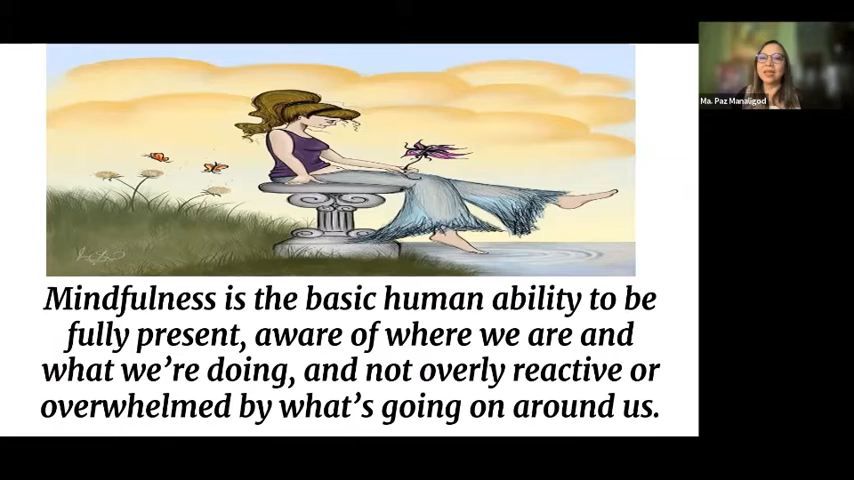 Ma. Paz Manaligod
Mindfulness is the basic human ability to be
fully present, aware of where we are and
what we’re doing, and not overly reactive or
overwhelmed by what’s going on around us.